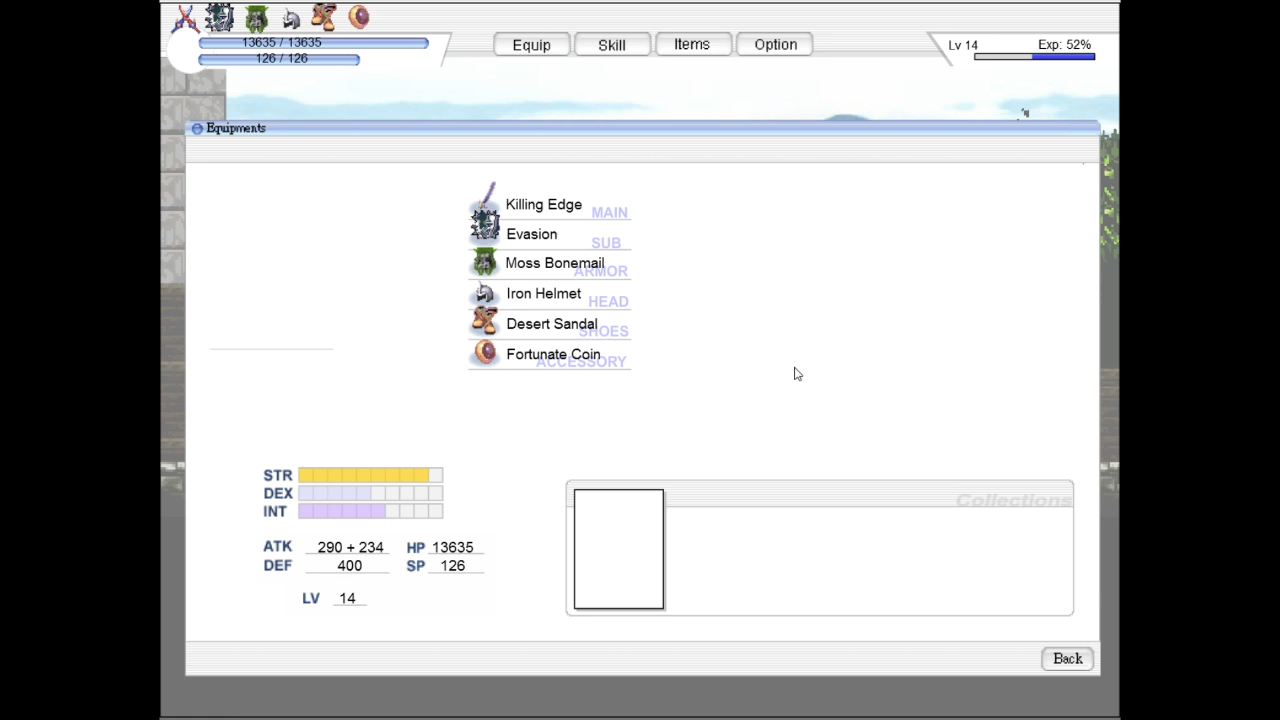 13635 / 13635
126 / 126
Equip
Skill
Items
Option
Lv 14
Exp: 52%
Equipments
Killing Edge
MAIN
Evasion
SUB
Moss Bonemail
ARMOR
Iron Helmet
HEAD
Desert Sandal
SHOES
Fortunate Coin
ACCESSORY
STR
DEX
INT
ATK 290 + 234 HP 13635
DEF 400 SP 126
LV 14
Collections
Back